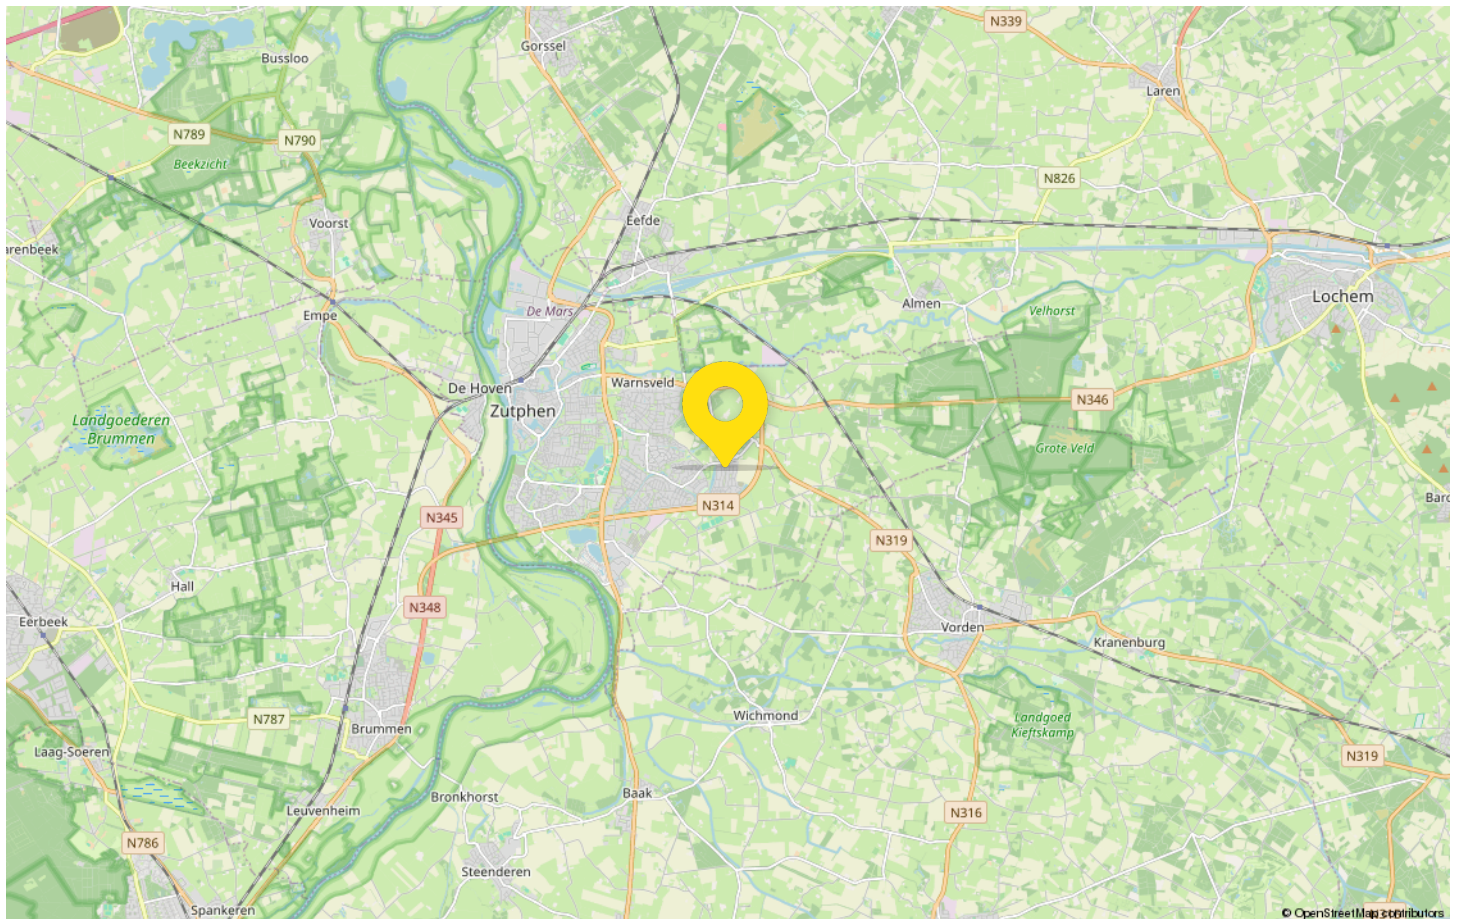 N339
Gorssel
Bussloo
Laren
N789
N790
Beekzicht
N826
Voorst
Eefde
arenbeek
Lochem
Almen
Velhorst
De Mars
Empe
Warnsveld
De Hoven
N346
Zutphen
Landgoederen
Brummen
Grote Veld
Barc
N314
N345
N319
Hall
N348
Eerbeek
Vorden
Kranenburg
Wichmond
Landgoed
Kieftskamp
N787
Brummen
Laag-Soeren
N319
Baak
Bronkhorst
Leuvenheim
N316
N786
Steenderen
Spankeren
© OpenStreetMap contributors